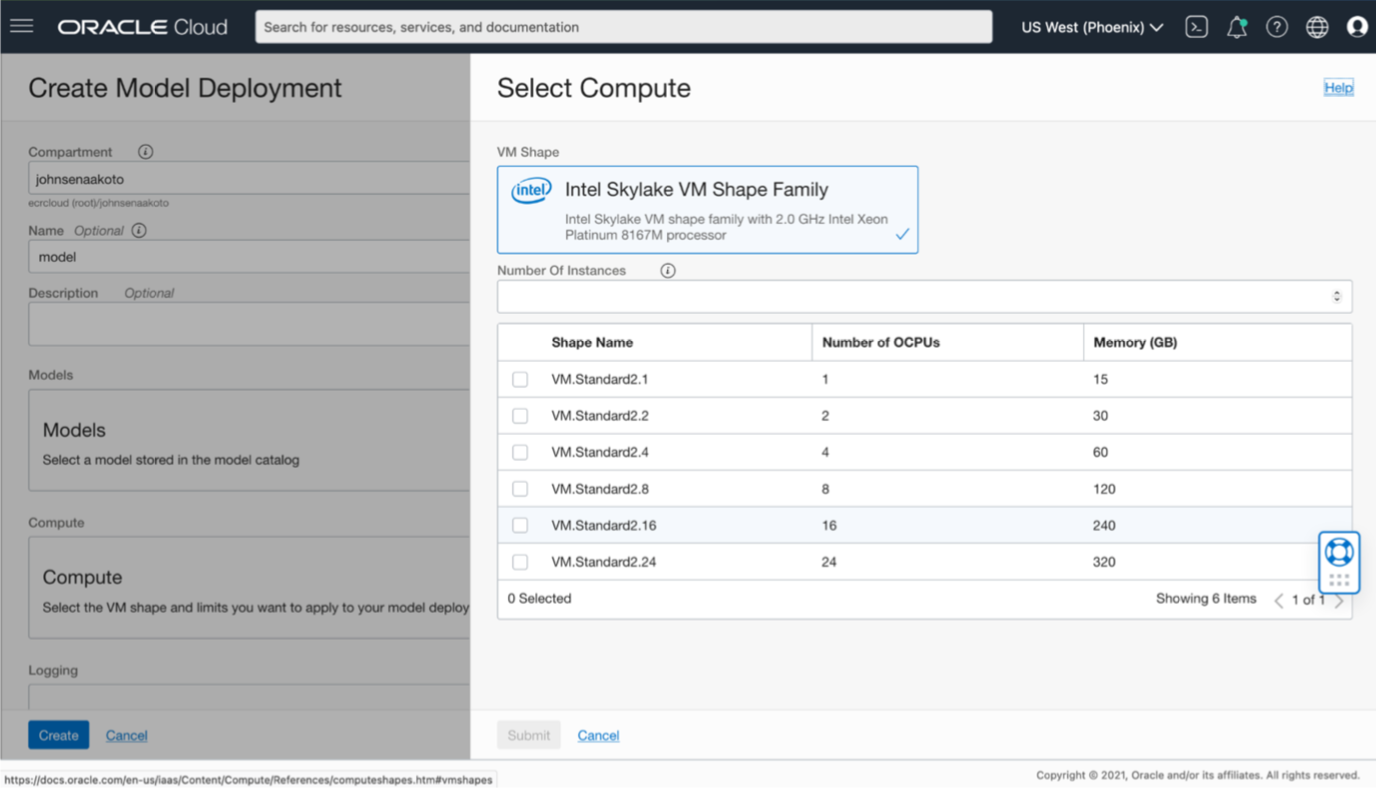 ORACLE Cloud
Search for resources, services, and documentation
US West (Phoenix)
Create Model Deployment
Compartment
johnsenaakoto
ecrcloud (root)/johnsenaakoto
Name Optional
model
Description Optional
Models
Models
Select a model stored in the model catalog
Compute
Compute
Select the VM shape and limits you want to apply to your model deploy
Logging
Create Cancel
Select Compute
Help
VM Shape
intel
Intel Skylake VM Shape Family
Intel Skylake VM shape family with 2.0 GHz Intel Xeon
Platinum 8167M processor
Number Of Instances
Shape Name Number of OCPUs Memory (GB)
VM.Standard2.1 1 15
VM.Standard2.2 2 30
VM.Standard2.4 4 60
VM.Standard2.8 8 120
VM.Standard2.16 16 240
VM.Standard2.24 24 320
0 Selected Showing 6 Items 1 of 1
Submit Cancel
https://docs.oracle.com/en-us/iaas/Content/Compute/References/computeshapes.htm#vmshapes
Copyright © 2021, Oracle and/or its affiliates. All rights reserved.